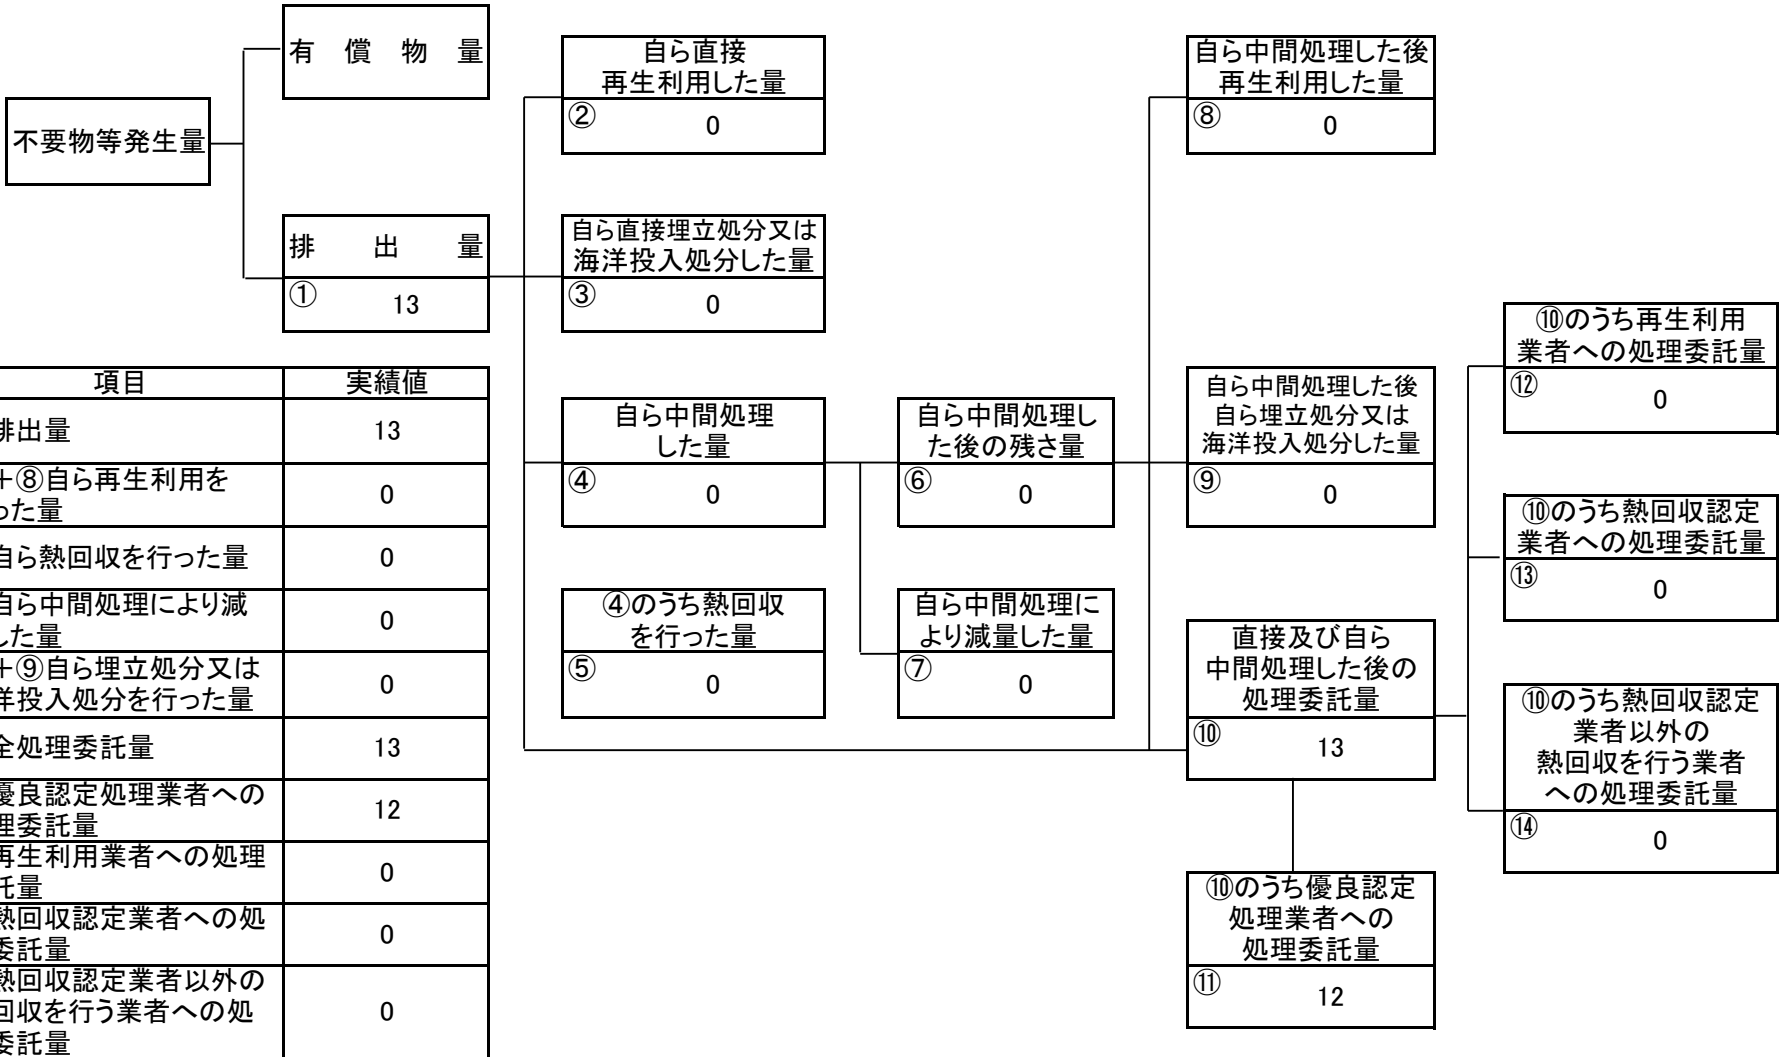 有償物量
不要物等発生量
排出量
① 13
自ら直接
再生利用した量
② 0
自ら直接埋立処分又は
海洋投入処分した量
③ 0
自ら中間処理
した量
④ 0
④のうち熱回収
を行った量
⑤ 0
自ら中間処理し
た後の残さ量
⑥ 0
自ら中間処理に
より減量した量
⑦ 0
自ら中間処理した後
再生利用した量
⑧ 0
自ら中間処理した後
自ら埋立処分又は
海洋投入処分した量
⑨ 0
直接及び自ら
中間処理した後の
処理委託量
⑩ 13
⑩のうち優良認定
処理業者への
処理委託量
⑪ 12
⑩のうち再生利用
業者への処理委託量
⑫ 0
⑩のうち熱回収認定
業者への処理委託量
⑬ 0
⑩のうち熱回収認定
業者以外の
熱回収を行う業者
への処理委託量
⑭ 0
項目 実績値
排出量 13
+⑧自ら再生利用を
った量 0
自ら熱回収を行った量 0
自ら中間処理により減
した量 0
+⑨自ら埋立処分又は
洋投入処分を行った量 0
全処理委託量 13
優良認定処理業者への
理委託量 12
再生利用業者への処理
託量 0
熱回収認定業者への処
委託量 0
熱回収認定業者以外の
回収を行う業者への処
委託量 0